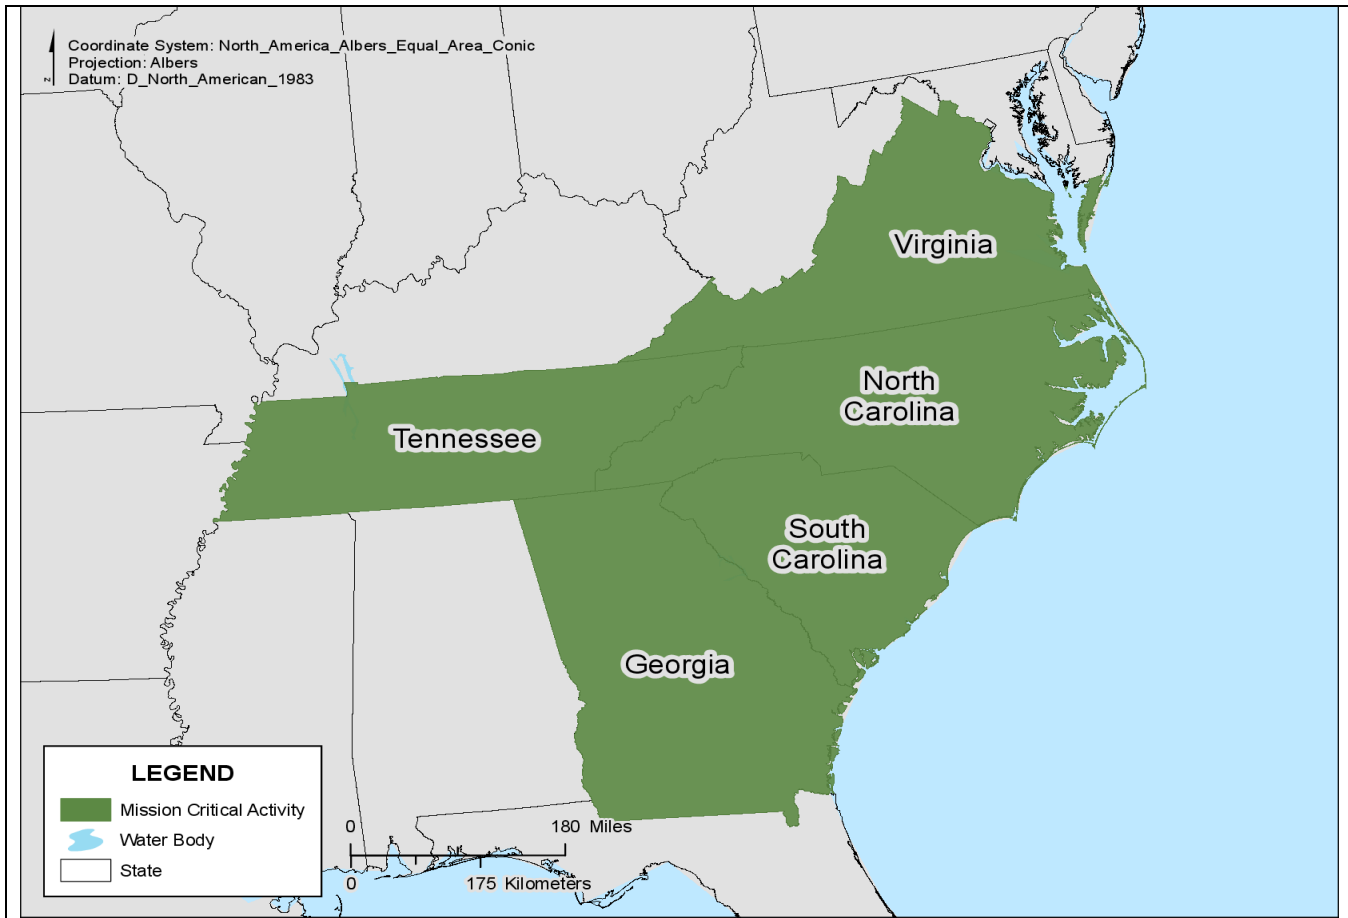 Coordinate System: North_America_Albers_Equal_Area_Conic
Projection: Albers
Datum: D_North_American_1983
z
Virginia
North
Carolina
Tennessee
South
Carolina
Georgia
LEGEND
Mission Critical Activity
Water Body
State
0 180 Miles
0 175 Kilometers